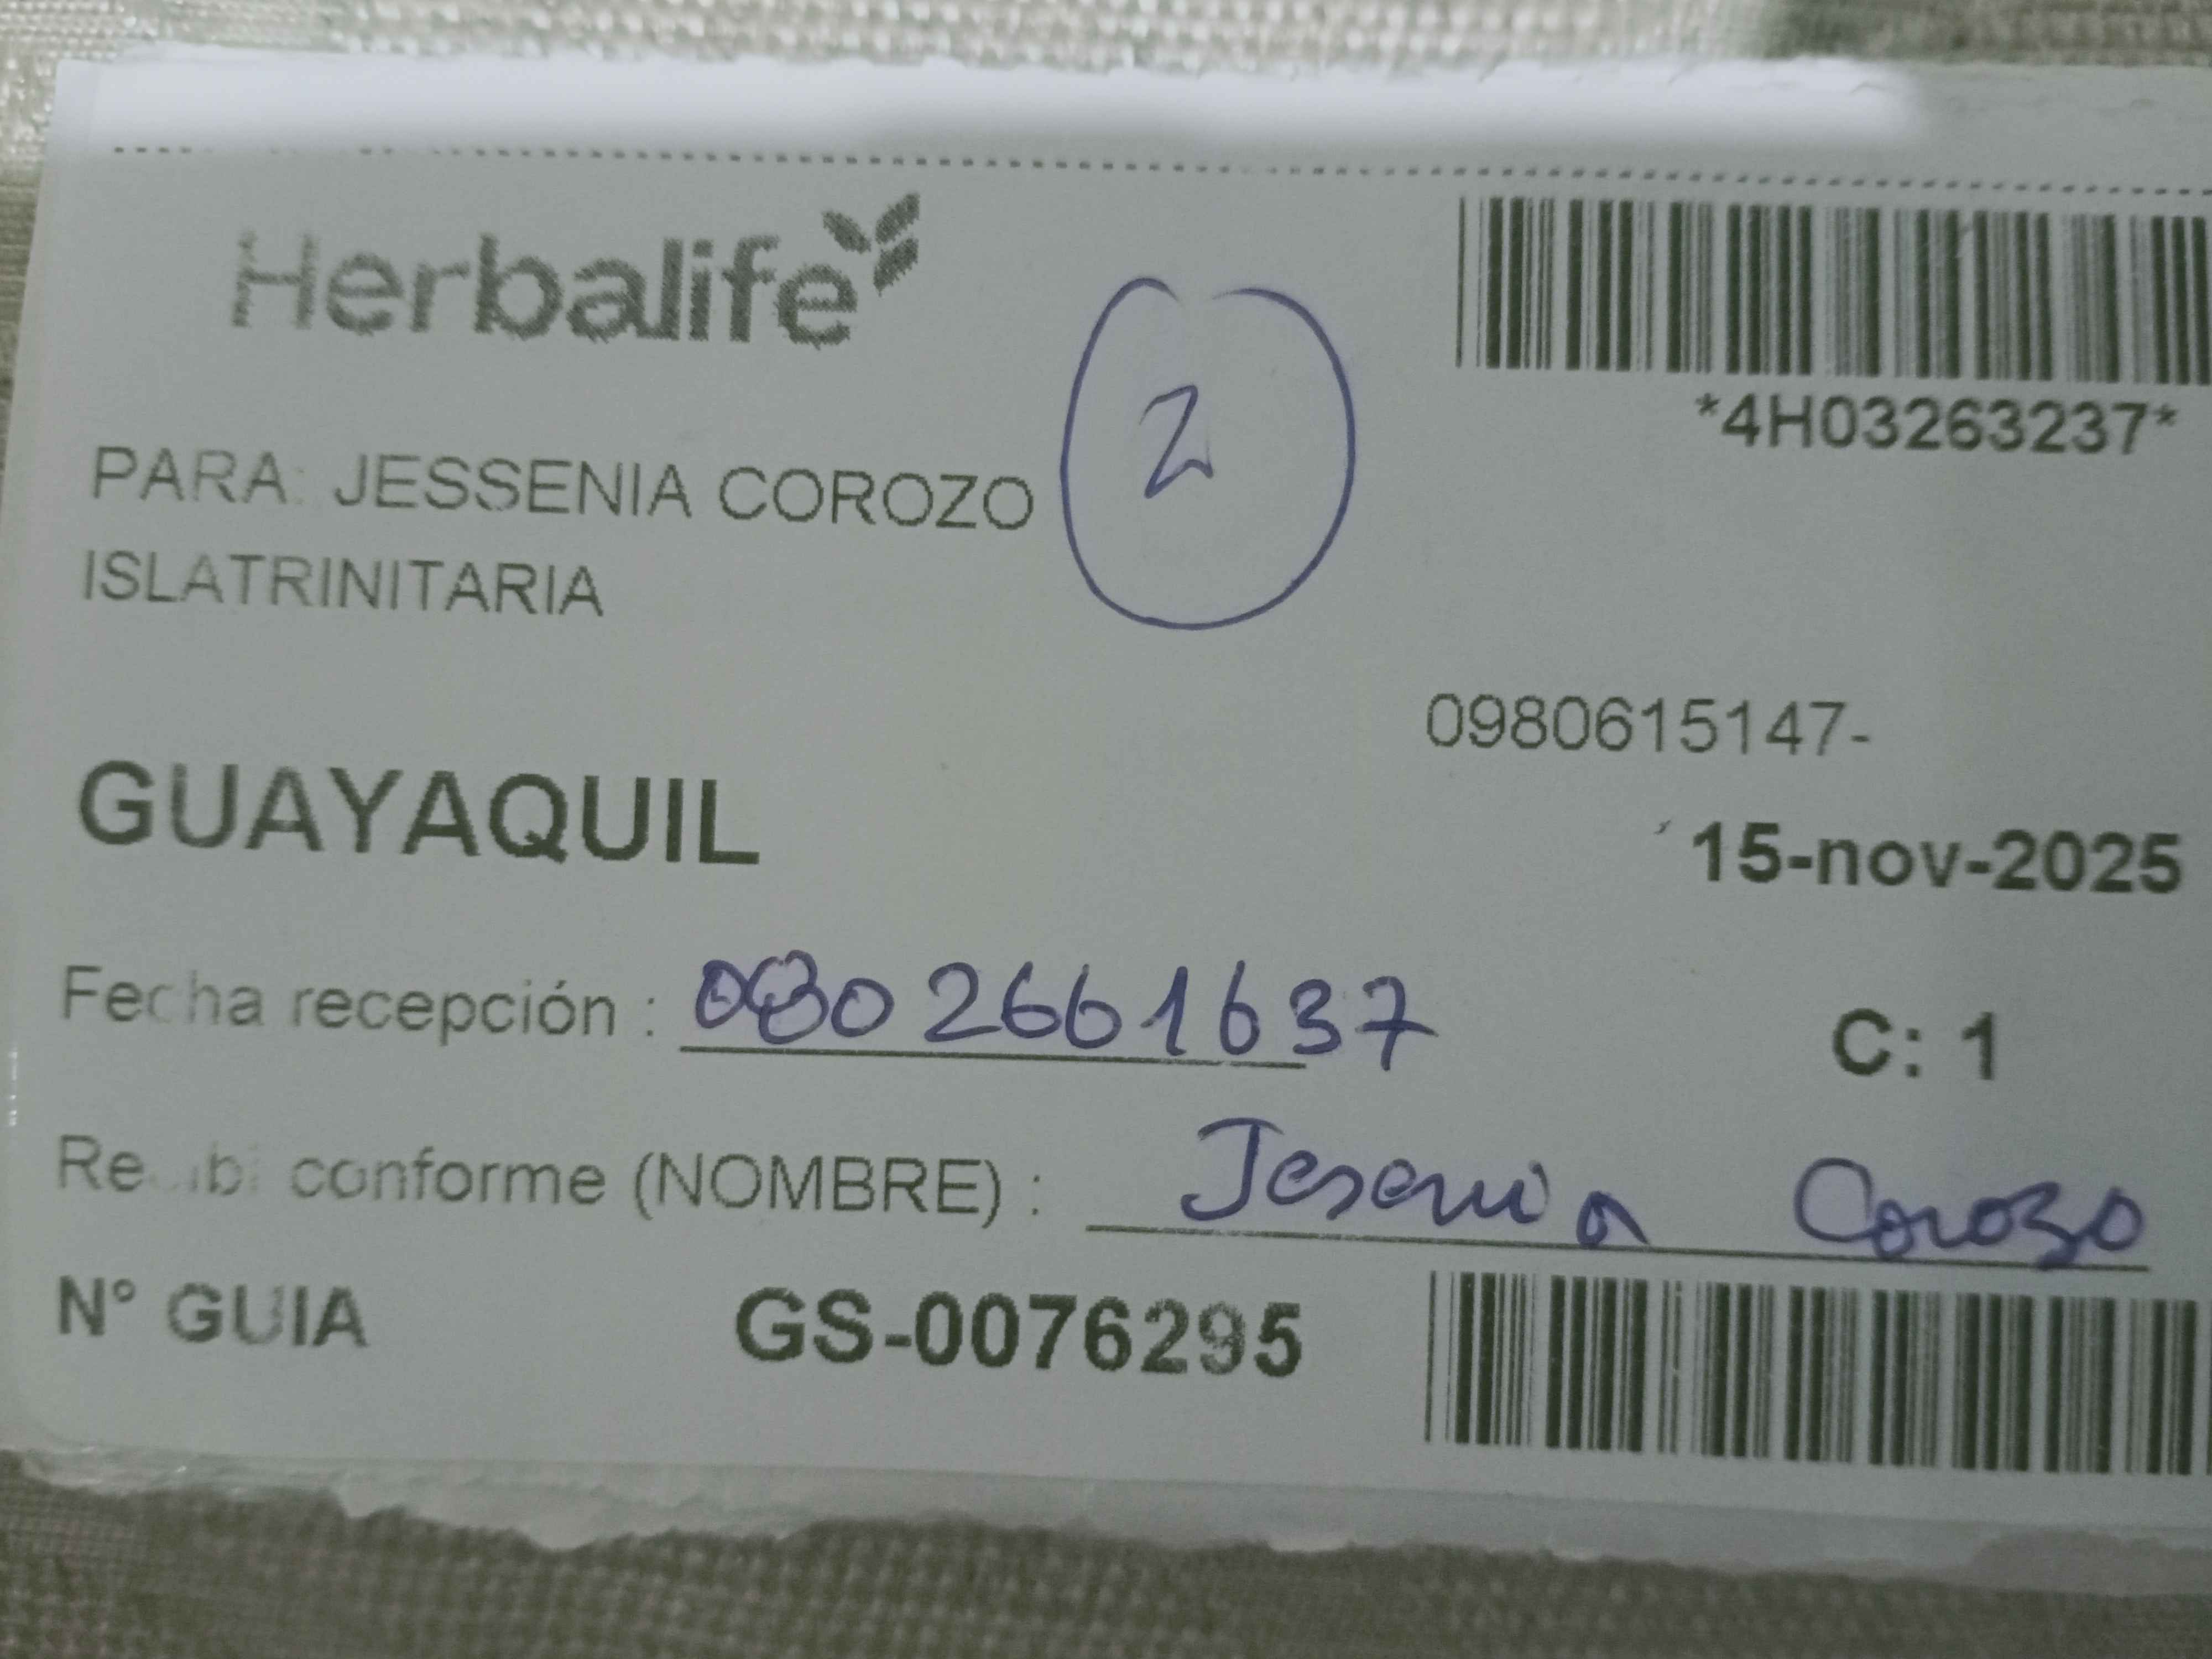 Herbalife
*4H03263237*
2
PARA: JESSENIA COROZO
ISLATRINITARIA
0980615147-
GUAYAQUIL
15-nov-2025
Fecha recepción : 0802661637
C: 1
Recibi conforme (NOMBRE) : Jesenia Corozo
N° GUIA GS-0076295